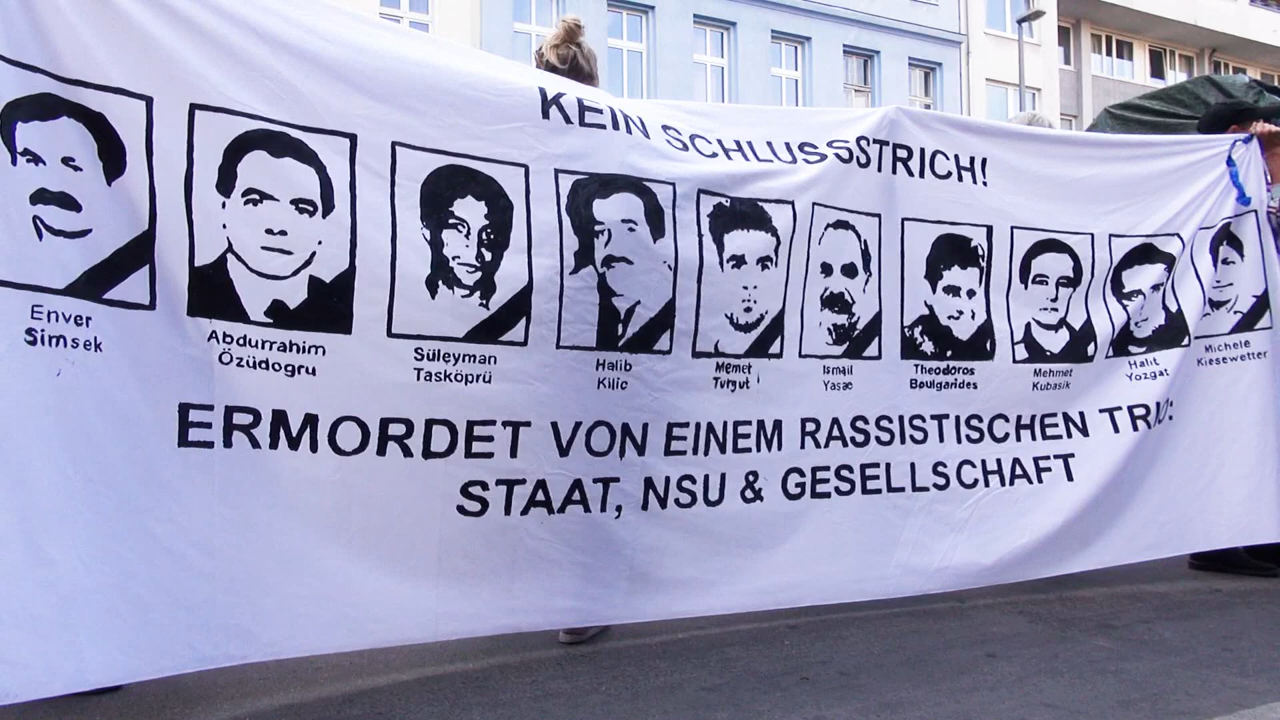 KEIN SCHLUSSSTRICH!
Enver
Simsek
Abdurrahim
Özüdogru
Süleyman
Tasköprü
Halib
Kilic
Memet
Turgut
Ismail
Yasae
Theodoros
Boulgarides
Mehmet
Kubasik
Halit
Yozgat
Michele
Kiesewetter
ERMORDET VON EINEM RASSISTISCHEN TRIO:
STAAT, NSU & GESELLSCHAFT